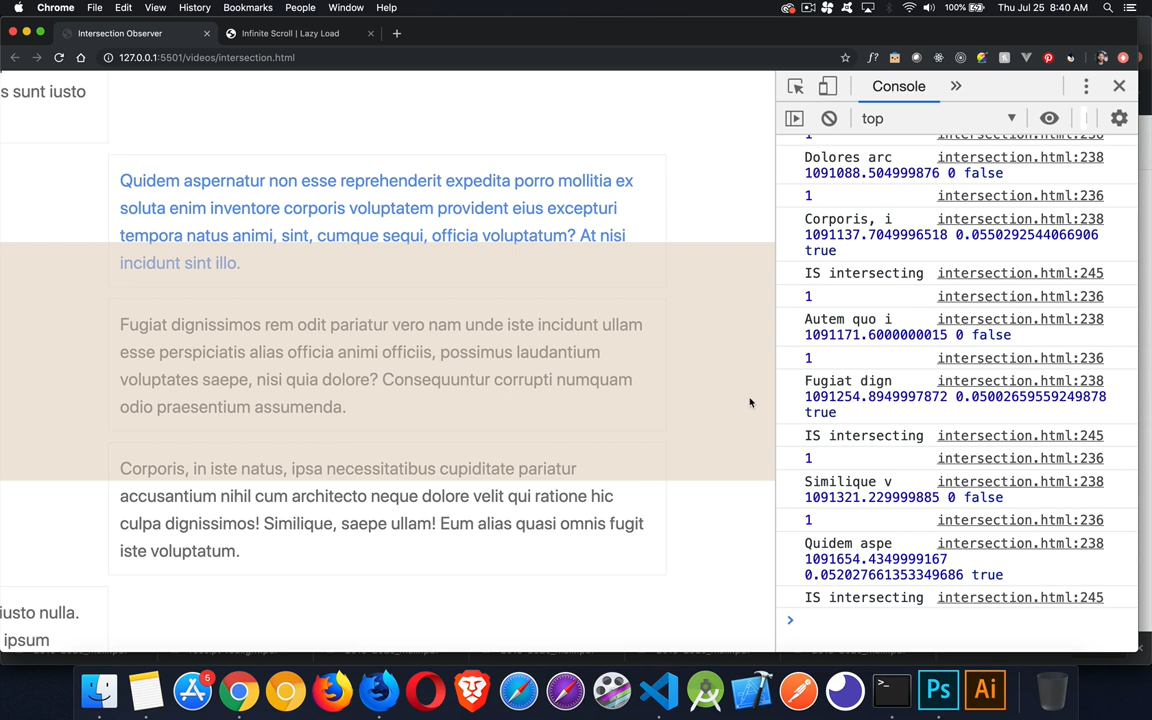 Chrome File Edit View History Bookmarks People Window Help 100% Thu Jul 25 8:40 AM
Intersection Observer Infinite Scroll | Lazy Load
127.0.0.1:5501/videos/intersection.html
s sunt iusto
Quidem aspernatur non esse reprehenderit expedita porro mollitia ex
soluta enim inventore corporis voluptatem provident eius excepturi
tempora natus animi, sint, cumque sequi, officia voluptatum? At nisi
incidunt sint illo.
Fugiat dignissimos rem odit pariatur vero nam unde iste incidunt ullam
esse perspiciatis alias officia animi officiis, possimus laudantium
voluptates saepe, nisi quia dolore? Consequuntur corrupti numquam
odio praesentium assumenda.
Corporis, in iste natus, ipsa necessitatibus cupiditate pariatur
accusantium nihil cum architecto neque dolore velit qui ratione hic
culpa dignissimos! Similique, saepe ullam! Eum alias quasi omnis fugit
iste voluptatum.
iusto nulla.
ipsum
Console
top
1 intersection.html:236
Dolores arc intersection.html:238
1091088.504999876 0 false
1 intersection.html:236
Corporis, i intersection.html:238
1091137.7049996518 0.0550292544066906
true
IS intersecting intersection.html:245
1 intersection.html:236
Autem quo i intersection.html:238
1091171.6000000015 0 false
1 intersection.html:236
Fugiat dign intersection.html:238
1091254.8949997872 0.05002659559249878
true
IS intersecting intersection.html:245
1 intersection.html:236
Similique v intersection.html:238
1091321.229999885 0 false
1 intersection.html:236
Quidem aspe intersection.html:238
1091654.4349999167
0.052027661353349686 true
IS intersecting intersection.html:245
5
Ps
Ai